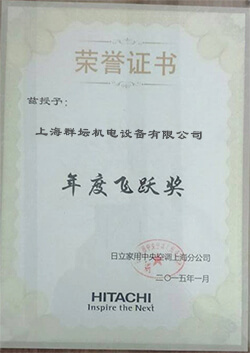 荣誉证书
兹授予：
上海群坛机电设备有限公司
年度飞跃奖
日立家用中央空调上海分公司
二〇一五年一月
HITACHI
Inspire the Next